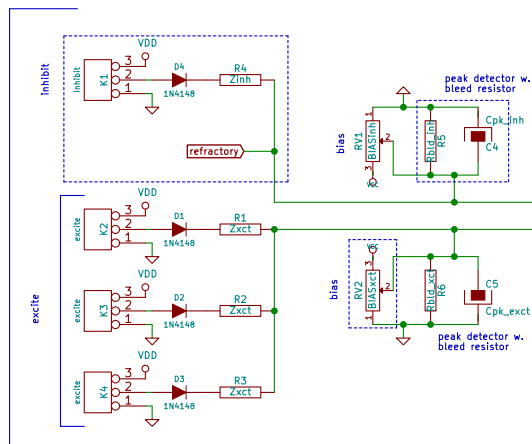 inhibit
inhibit
K1
3
2
1
VDD
D4
1N4148
R4
Zinh
refractory
peak detector w.
bleed resistor
bias
RV1
BIASinh
1
2
3
VCC
Rbld_inh
R5
Cpk_inh
C4
excite
excite
K2
3
2
1
VDD
D1
1N4148
R1
Zxct
excite
K3
3
2
1
VDD
D2
1N4148
R2
Zxct
excite
K4
3
2
1
VDD
D3
1N4148
R3
Zxct
bias
VCC
RV2
BIASxct
3
2
1
Rbld_xct
R6
C5
Cpk_exct
peak detector w.
bleed resistor